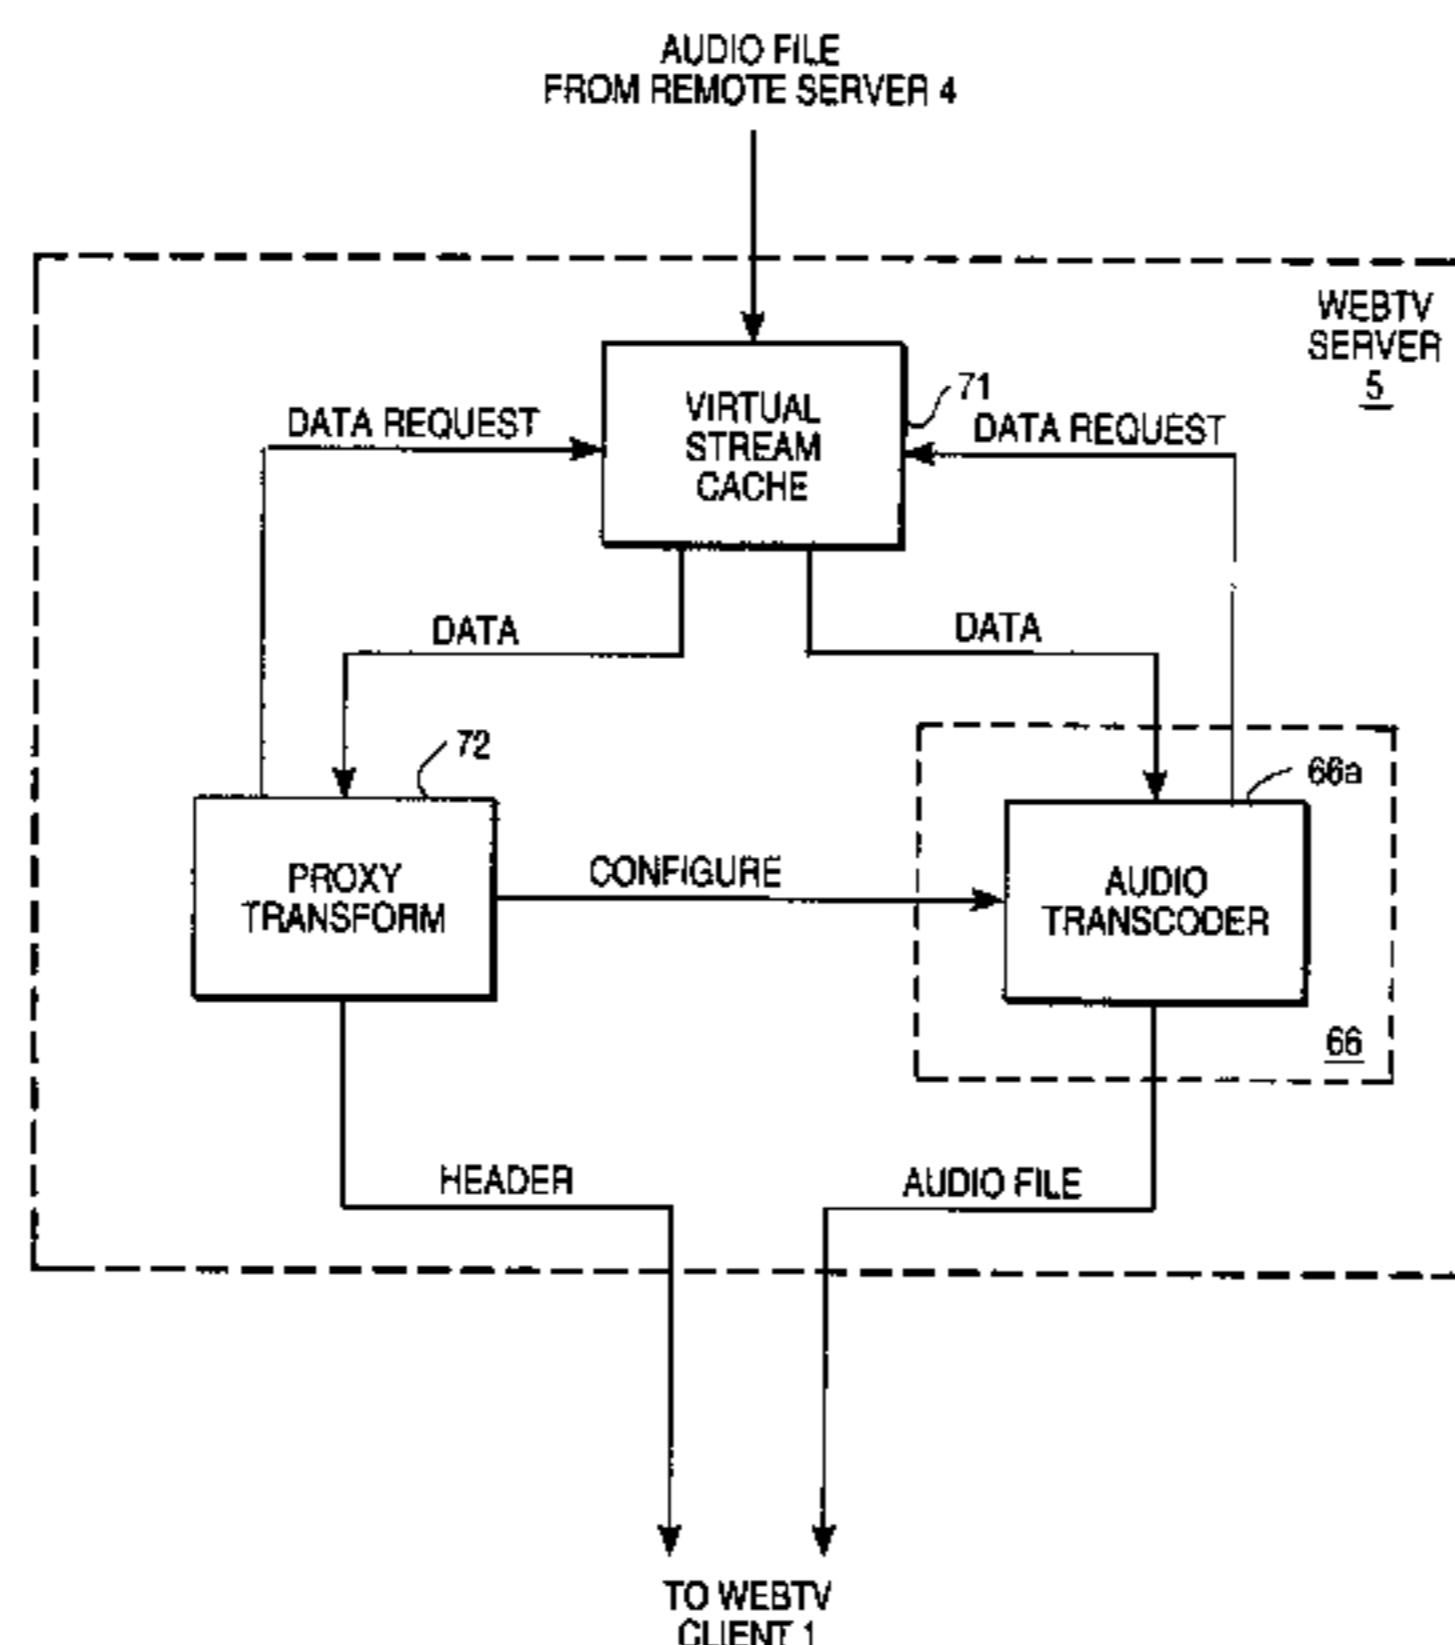 AUDIO FILE
FROM REMOTE SERVER 4
WEBTV
SERVER
5
VIRTUAL
STREAM
CACHE
71
DATA REQUEST
DATA REQUEST
DATA
DATA
72
66a
PROXY
TRANSFORM
CONFIGURE
AUDIO
TRANSCODER
66
HEADER
AUDIO FILE
TO WEBTV
CLIENT 1